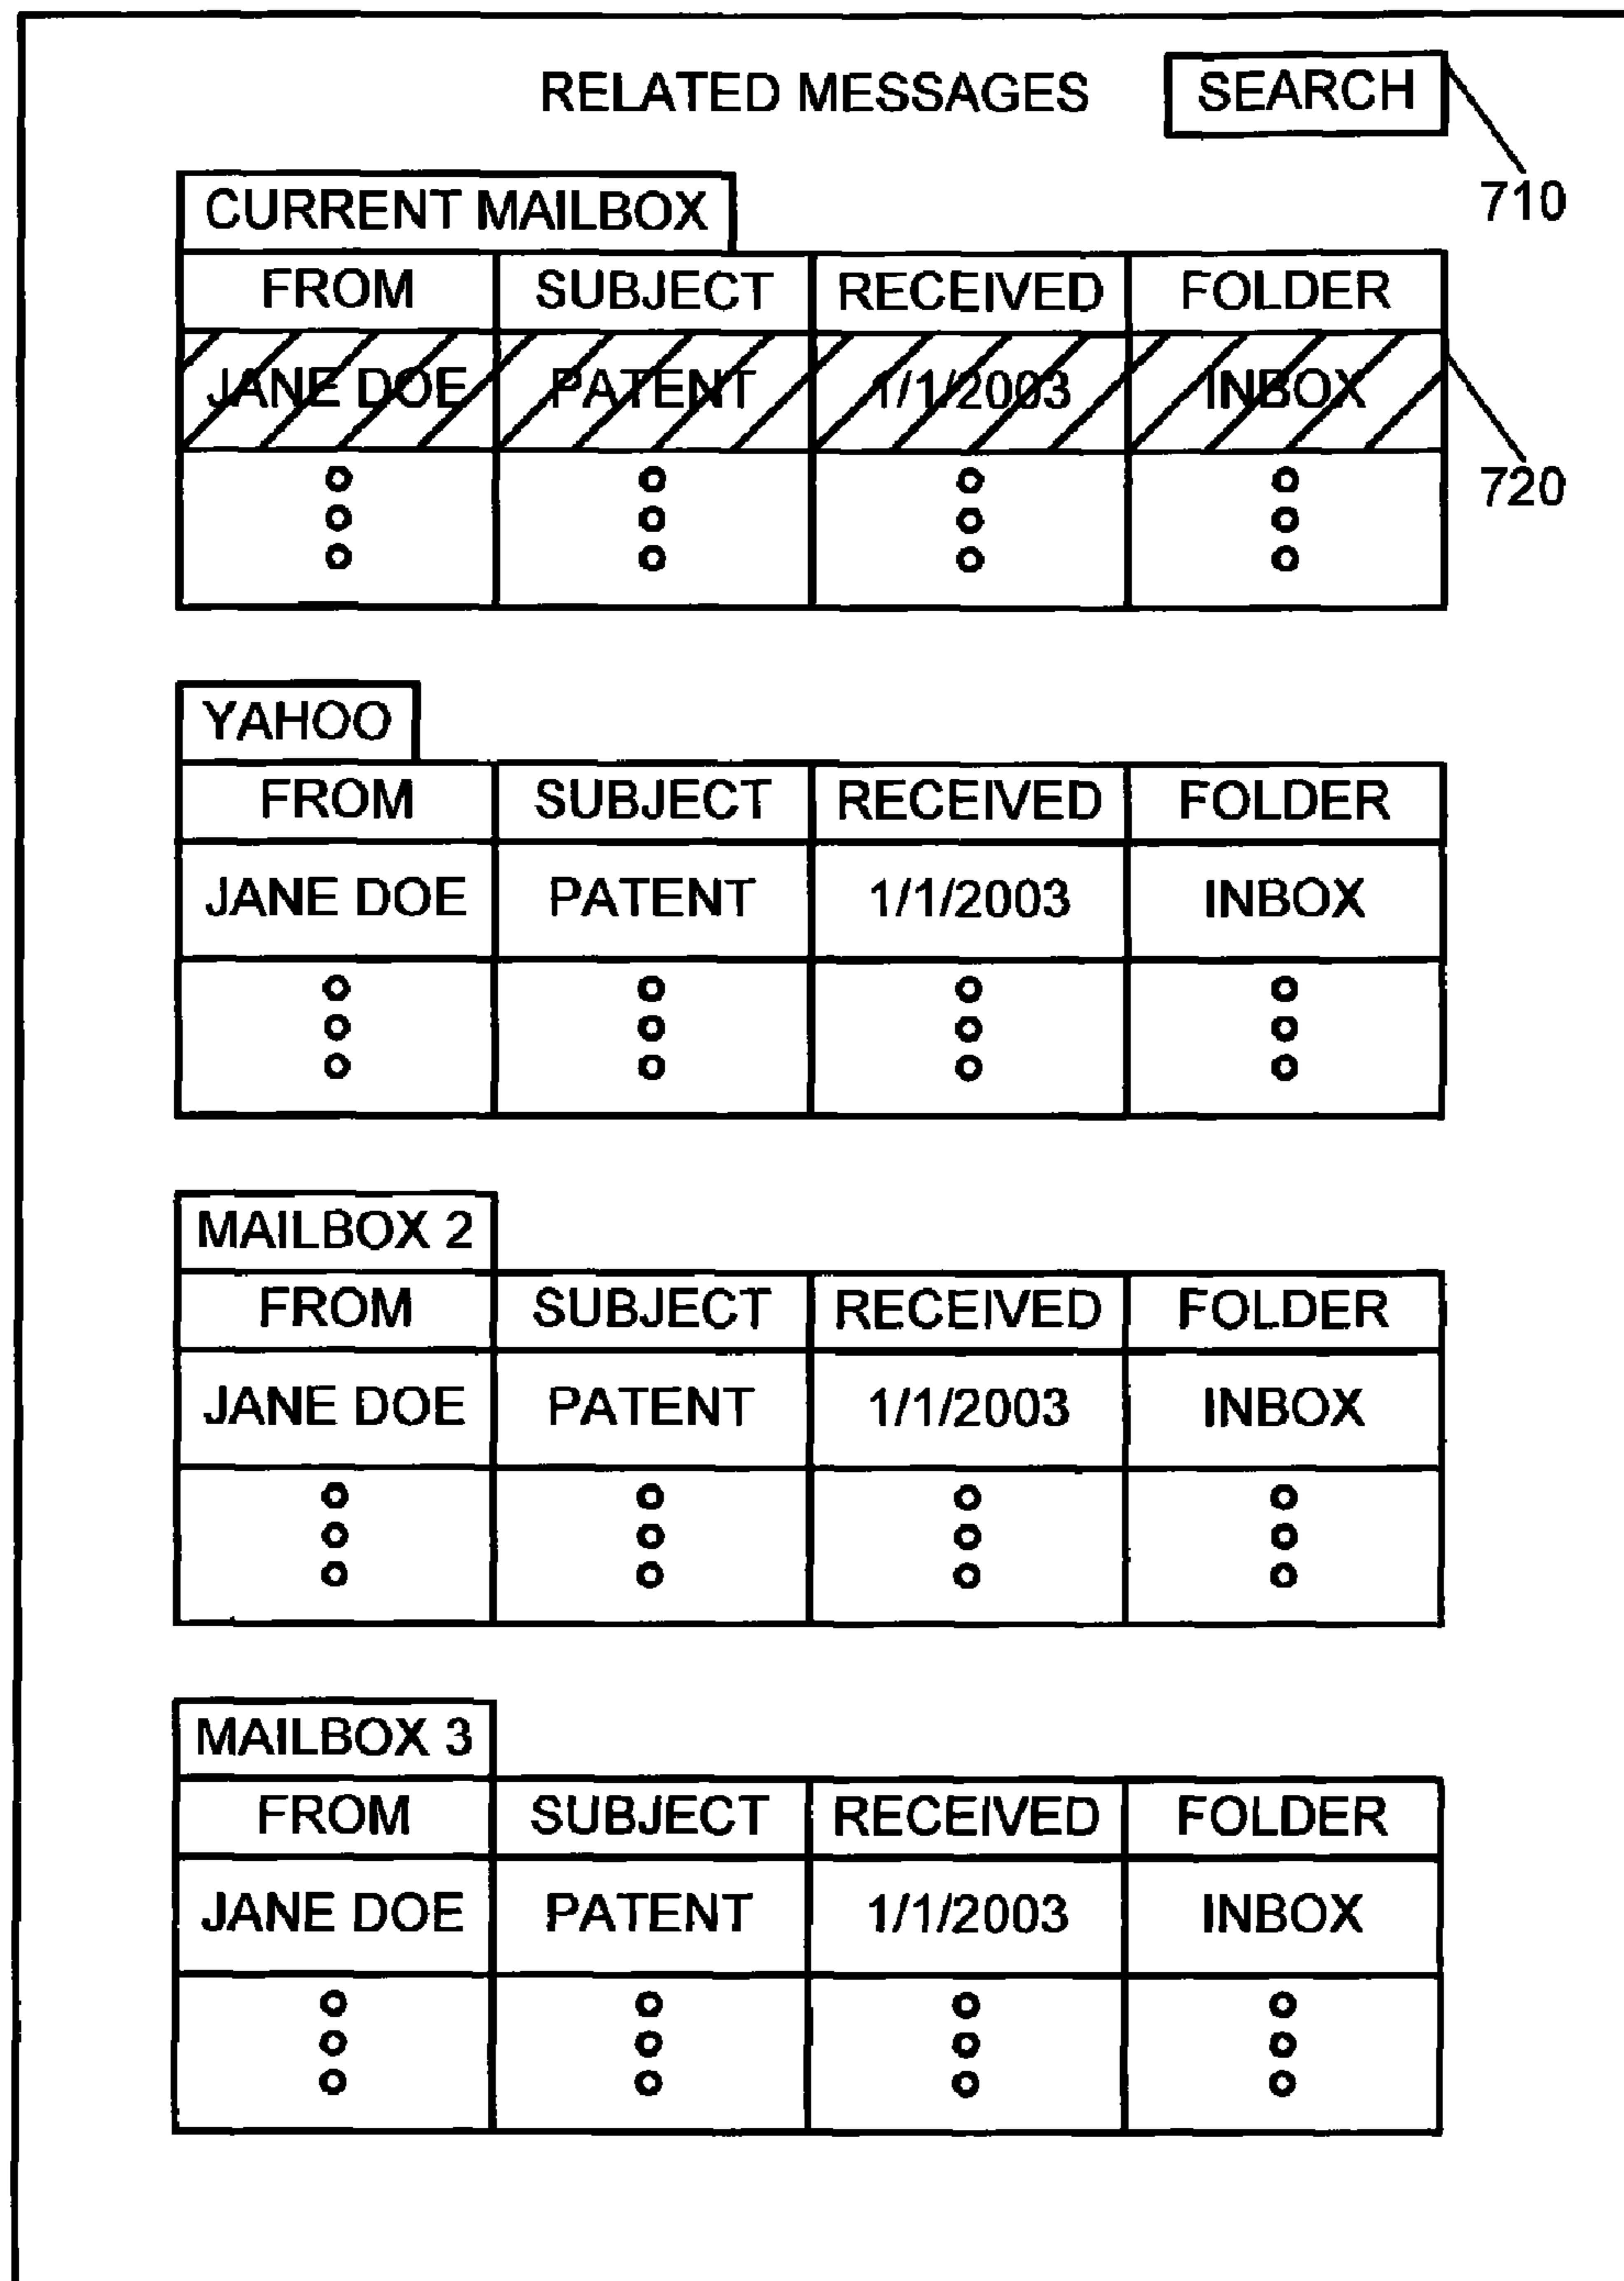 RELATED MESSAGES SEARCH
710
CURRENT MAILBOX
FROM SUBJECT RECEIVED FOLDER
JANE DOE PATENT 1/1/2003 INBOX
720
YAHOO
FROM SUBJECT RECEIVED FOLDER
JANE DOE PATENT 1/1/2003 INBOX
MAILBOX 2
FROM SUBJECT RECEIVED FOLDER
JANE DOE PATENT 1/1/2003 INBOX
MAILBOX 3
FROM SUBJECT RECEIVED FOLDER
JANE DOE PATENT 1/1/2003 INBOX